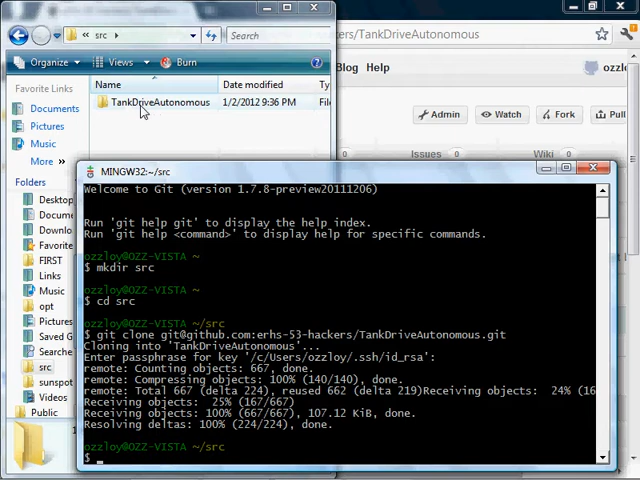 src
Search
/TankDriveAutonomous
Organize
Views
Burn
Blog Help
ozzloy
Favorite Links
Name
Date modified
TankDriveAutonomous
1/2/2012 9:36 PM
Admin
Watch
Fork
Pull
Documents
Pictures
Music
More »
Issues
Wiki
0
0
Folders
Desktop
Docume
Downlo
Favorite
FIRST
Links
Music
opt
Pictures
Saved G
Searche
src
sunspot
Videos
Public
MINGW32:~/src
Welcome to Git (version 1.7.8-preview20111206)
Run 'git help git' to display the help index.
Run 'git help <command>' to display help for specific commands.
ozzloy@OZZ-VISTA ~
$ mkdir src
ozzloy@OZZ-VISTA ~
$ cd src
ozzloy@OZZ-VISTA ~/src
$ git clone git@github.com:erhs-53-hackers/TankDriveAutonomous.git
Cloning into 'TankDriveAutonomous'...
Enter passphrase for key '/c/Users/ozzloy/.ssh/id_rsa':
remote: Counting objects: 667, done.
remote: Compressing objects: 100% (140/140), done.
remote: Total 667 (delta 224), reused 662 (delta 219)Receiving objects:  24% (16
Receiving objects:  25% (167/667)
Receiving objects: 100% (667/667), 107.12 KiB, done.
Resolving deltas: 100% (224/224), done.
ozzloy@OZZ-VISTA ~/src
$